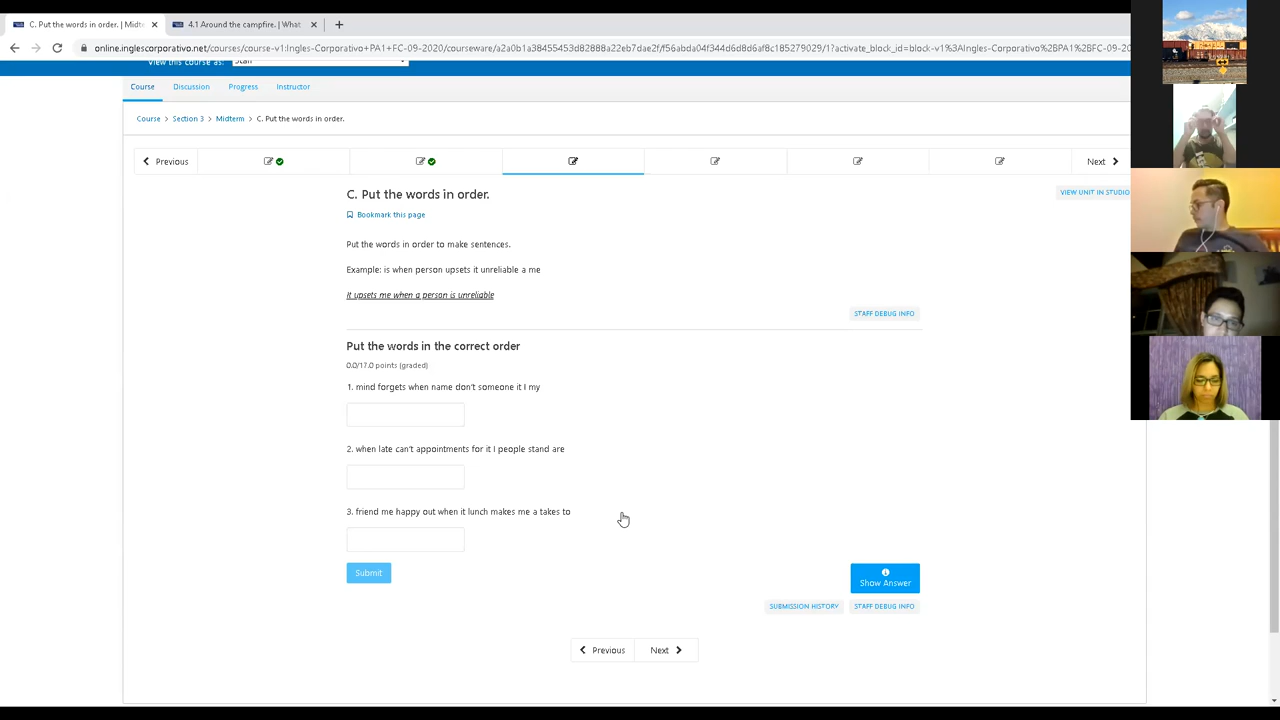 C. Put the words in order. | Midte
4.1 Around the campfire. | What
online.inglescorporativo.net/courses/course-v1:Ingles-Corporativo+PA1+FC-09-2020/courseware/
View this course as:
Staff
Course
Discussion
Progress
Instructor
Course > Section 3 > Midterm > C. Put the words in order.
Previous
Next
C. Put the words in order.
VIEW UNIT IN STUDIO
Bookmark this page
Put the words in order to make sentences.
Example: is when person upsets it unreliable a me
It upsets me when a person is unreliable
STAFF DEBUG INFO
Put the words in the correct order
0.0/17.0 points (graded)
1. mind forgets when name don't someone it I my
2. when late can't appointments for it I people stand are
3. friend me happy out when it lunch makes me a takes to
Submit
Show Answer
SUBMISSION HISTORY
STAFF DEBUG INFO
Previous
Next